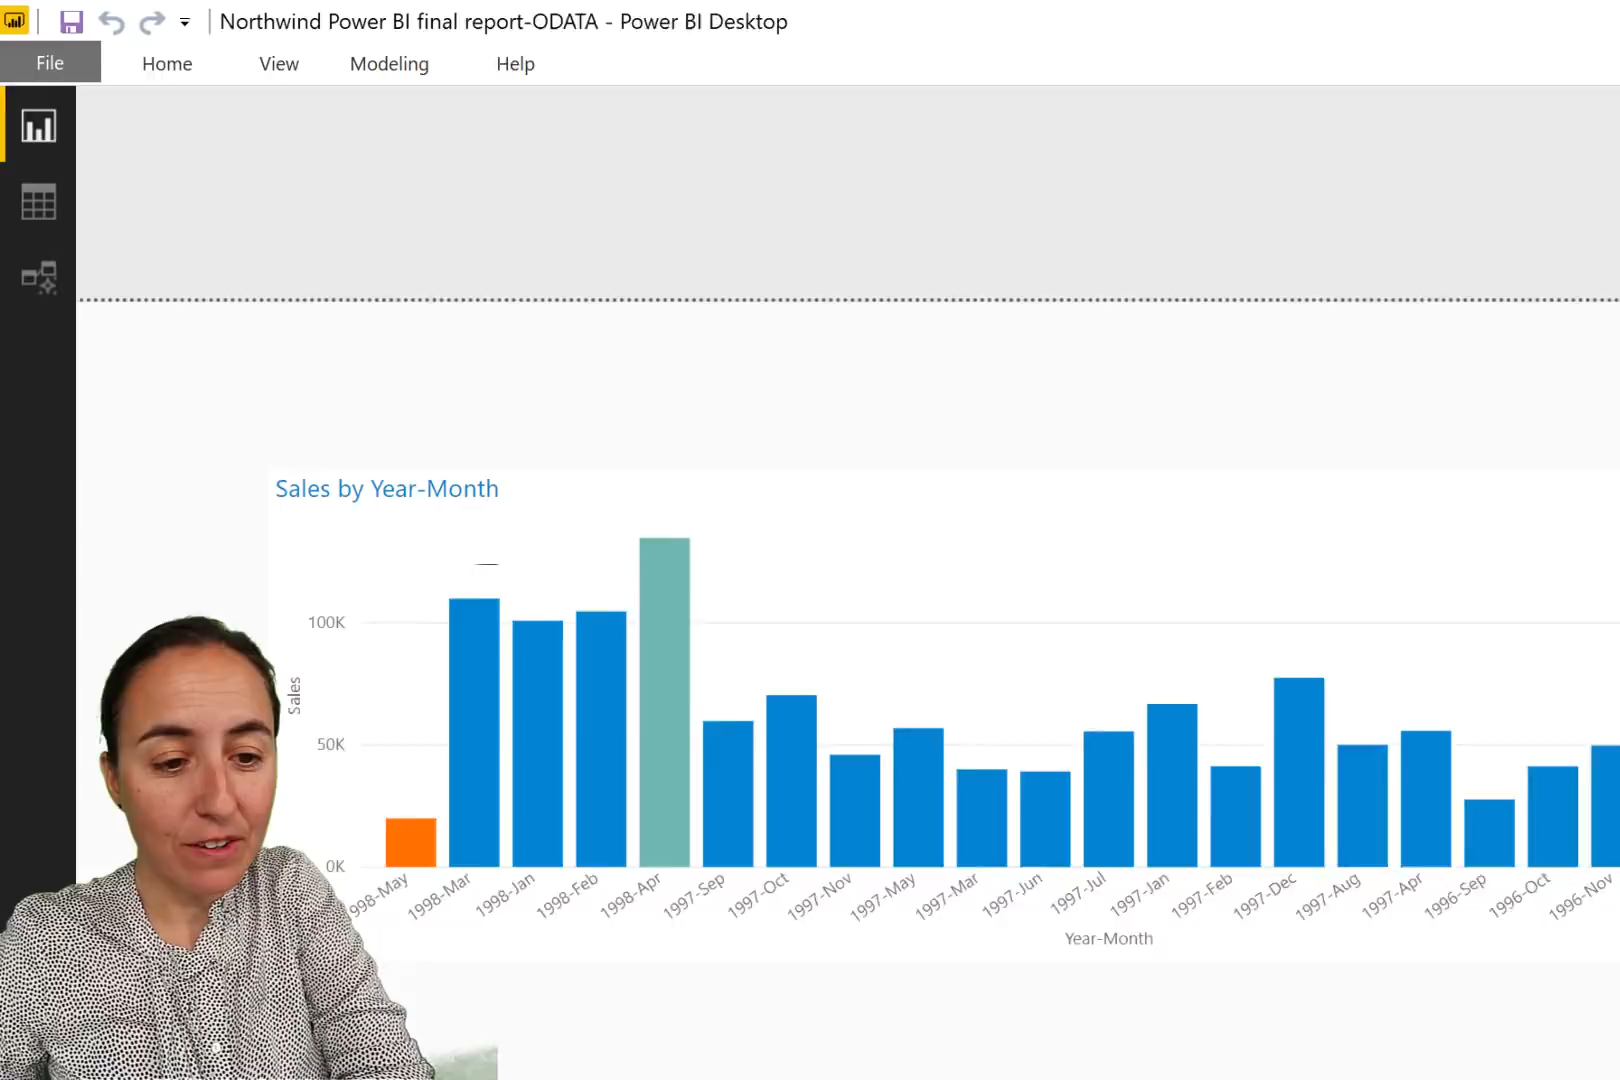 Northwind Power BI final report-ODATA - Power BI Desktop
File Home View Modeling Help
Sales by Year-Month
100K
50K
0K
Sales
998-May 1998-Mar 1998-Jan 1998-Feb 1998-Apr 1997-Sep 1997-Oct 1997-Nov 1997-May 1997-Mar 1997-Jun 1997-Jul 1997-Jan 1997-Feb 1997-Dec 1997-Aug 1997-Apr 1996-Sep 1996-Oct 1996-Nov
Year-Month